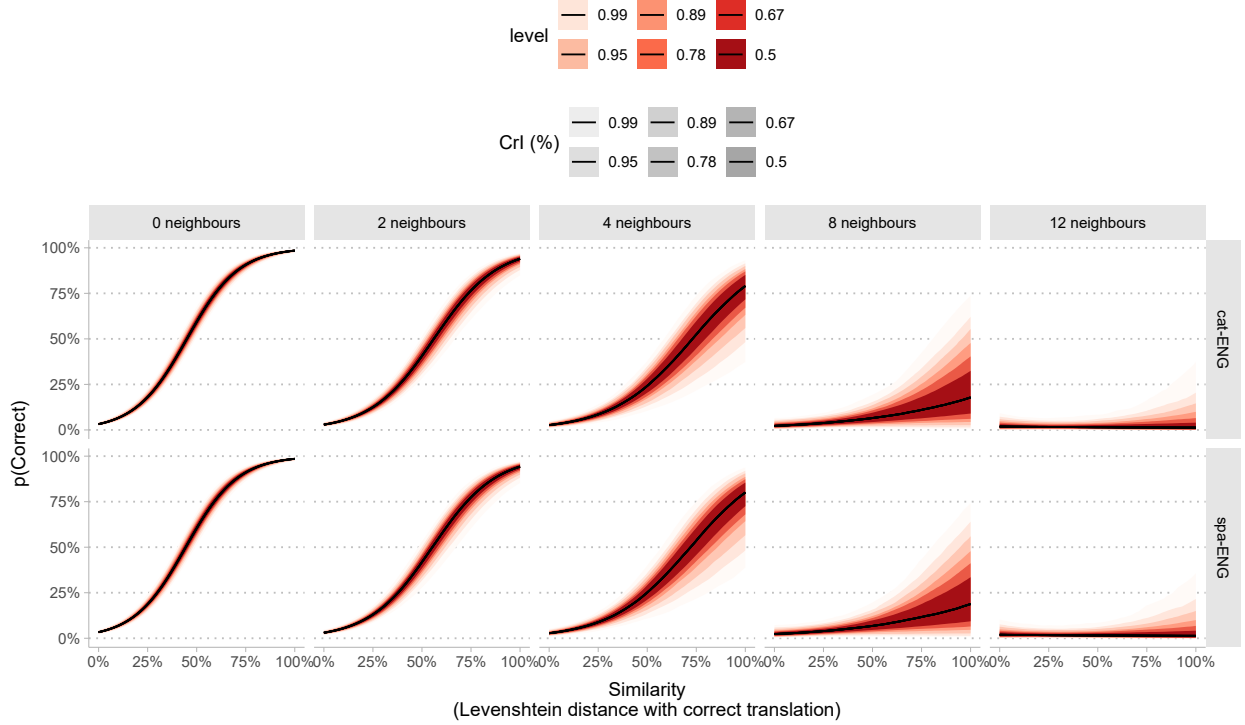 level
0.99 0.89 0.67
0.95 0.78 0.5
CrI (%)
0.99 0.89 0.67
0.95 0.78 0.5
0 neighbours 2 neighbours 4 neighbours 8 neighbours 12 neighbours
100%
75%
50%
25%
0%
cat-ENG
p(Correct)
100%
75%
50%
25%
0%
spa-ENG
0% 25% 50% 75% 100% 0% 25% 50% 75% 100% 0% 25% 50% 75% 100% 0% 25% 50% 75% 100% 0% 25% 50% 75% 100%
Similarity
(Levenshtein distance with correct translation)